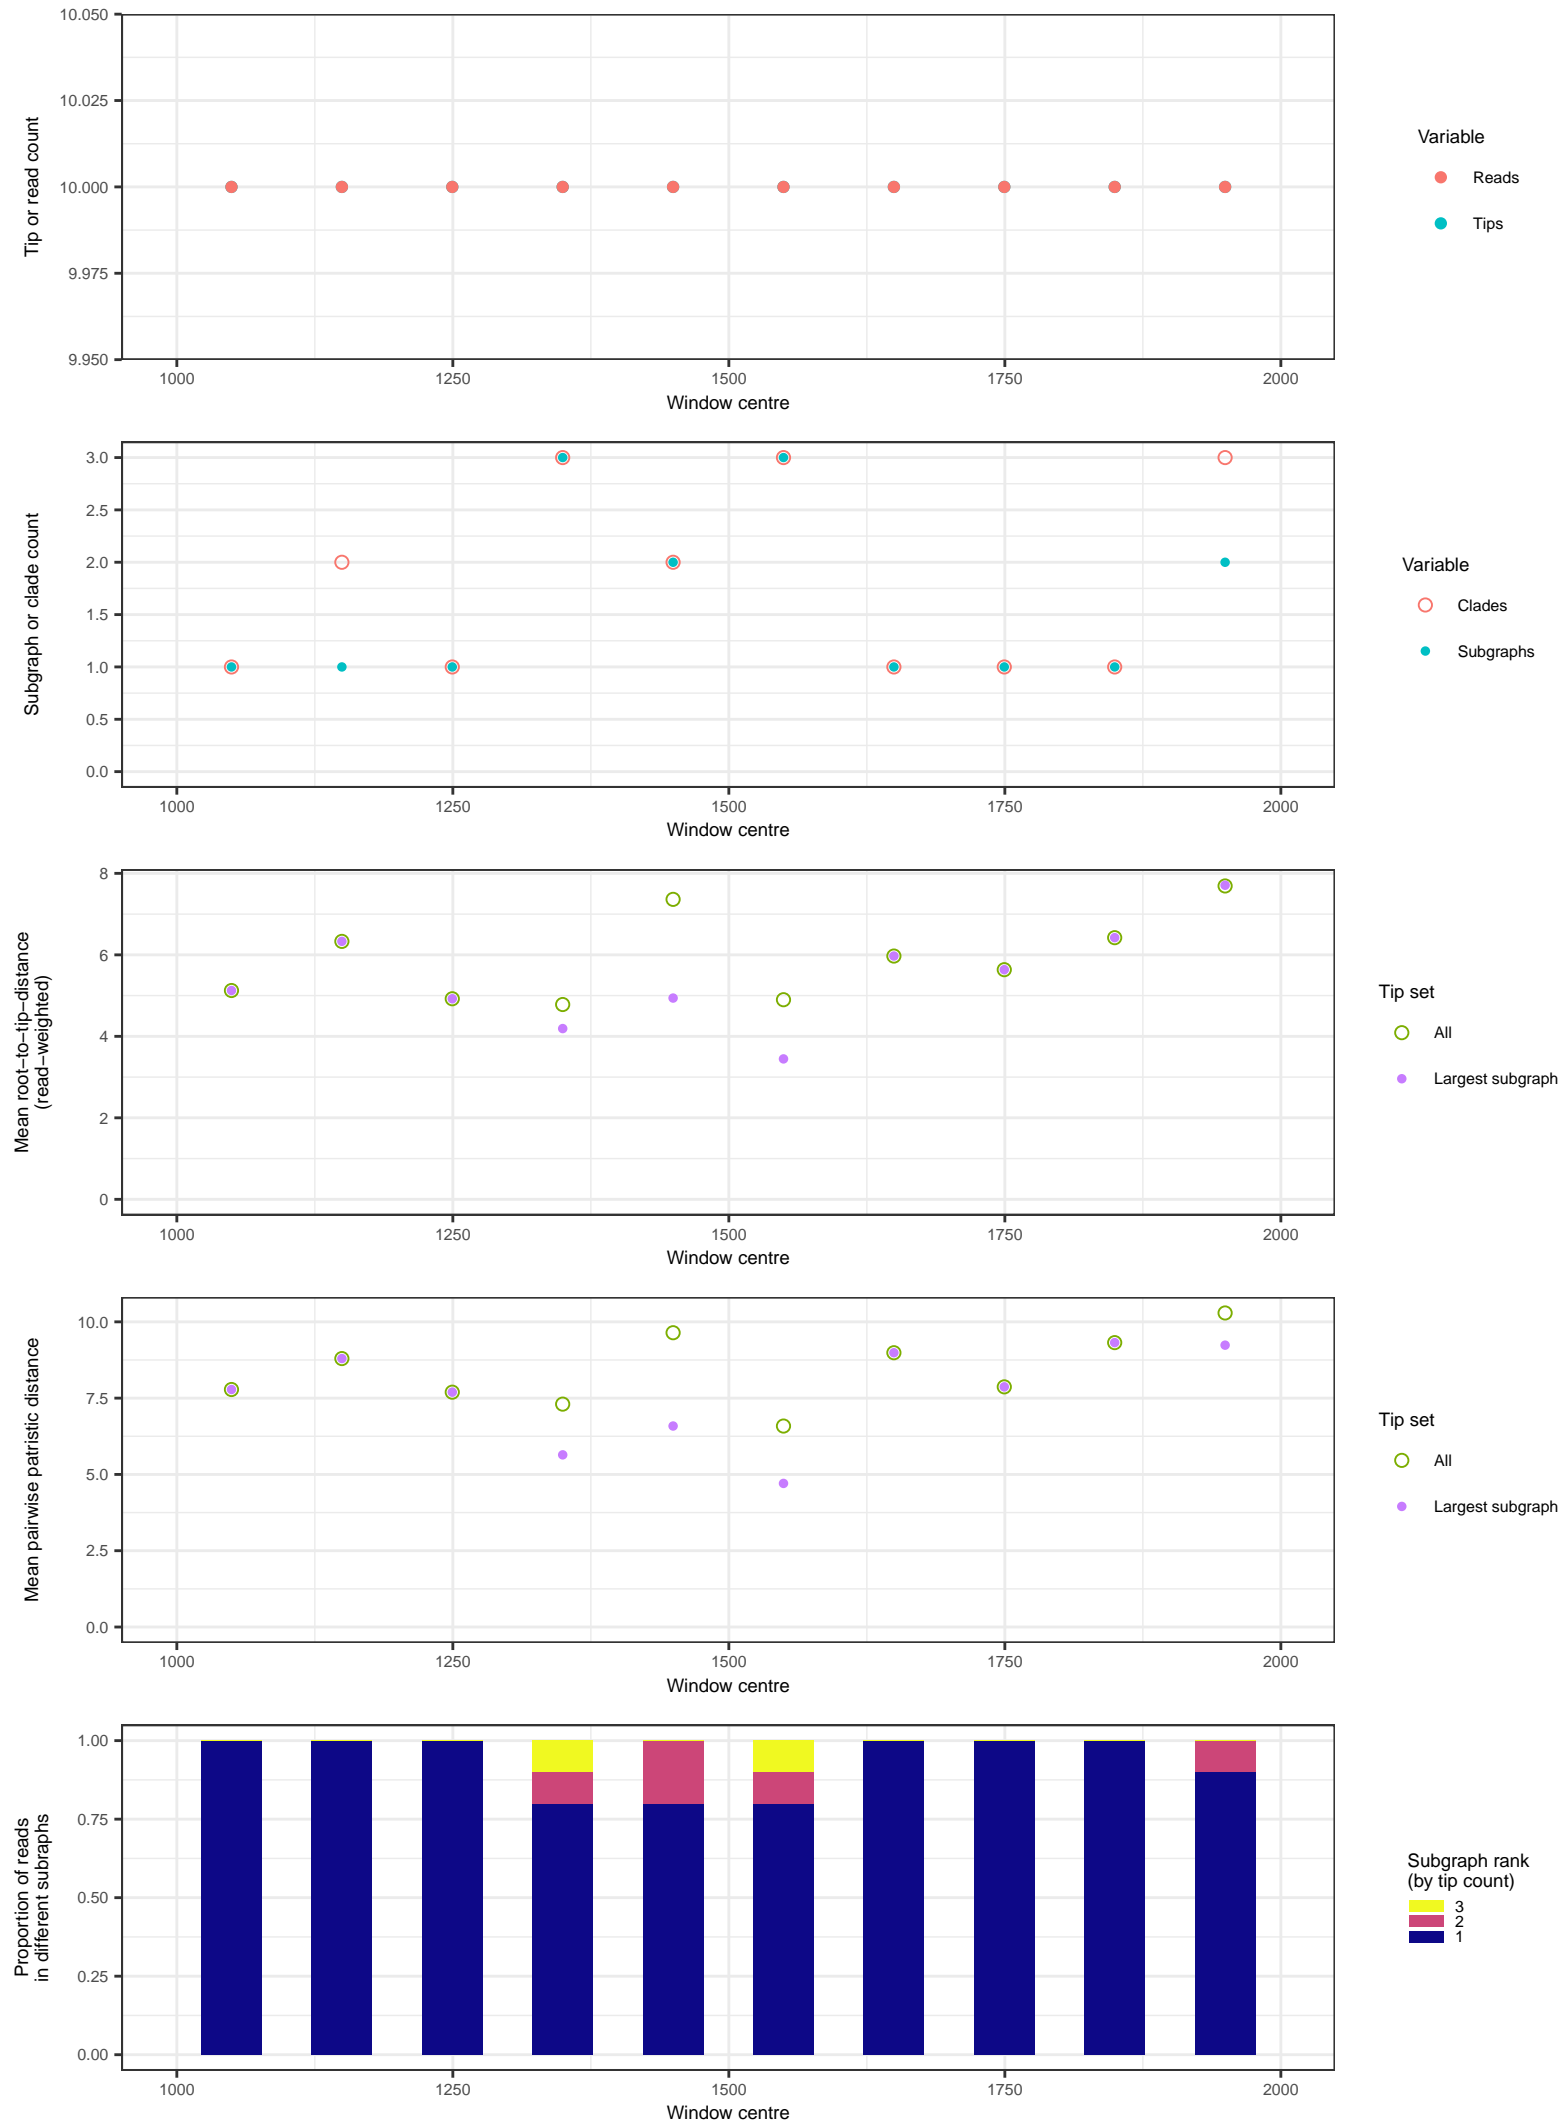 10.050
10.025
10.000
9.975
9.950
Tip or read count
1000 1250 1500 1750 2000
Window centre
Variable
Reads
Tips
3.0
2.5
2.0
1.5
1.0
0.5
0.0
Subgraph or clade count
1000 1250 1500 1750 2000
Window centre
Variable
Clades
Subgraphs
8
6
4
2
0
Mean root−to−tip−distance
(read−weighted)
1000 1250 1500 1750 2000
Window centre
Tip set
All
Largest subgraph
10.0
7.5
5.0
2.5
0.0
Mean pairwise patristic distance
1000 1250 1500 1750 2000
Window centre
Tip set
All
Largest subgraph
1.00
0.75
0.50
0.25
0.00
Proportion of reads
in different subraphs
1000 1250 1500 1750 2000
Window centre
Subgraph rank
(by tip count)
3
2
1